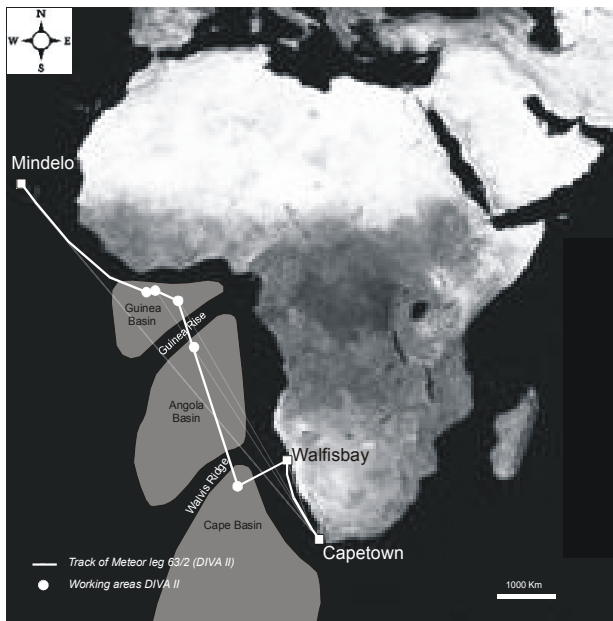 N
W E
S
Mindelo
Guinea
Basin
Guinea Rise
Angola
Basin
Walvis Ridge
Walfisbay
Cape Basin
Capetown
Track of Meteor leg 63/2 (DIVA II)
Working areas DIVA II
1000 Km